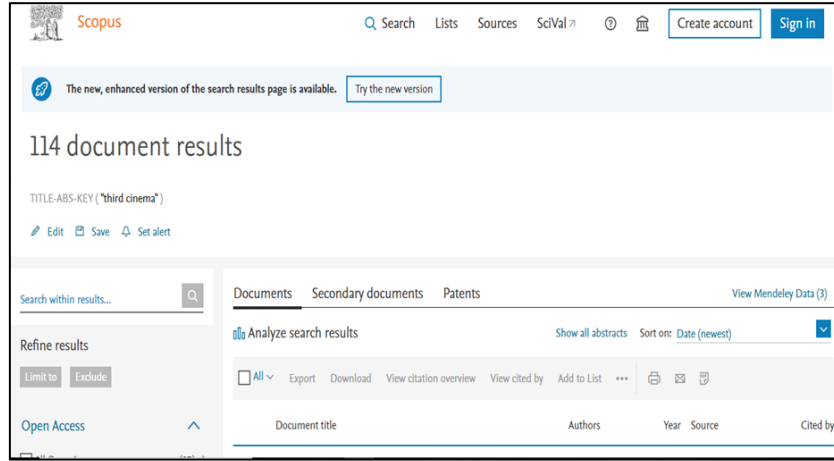 Scopus
Search Lists Sources SciVal Create account Sign in
The new, enhanced version of the search results page is available. Try the new version
114 document results
TITLE-ABS-KEY ( "third cinema" )
Edit Save Set alert
Search within results...
Documents Secondary documents Patents View Mendeley Data (3)
Analyze search results Show all abstracts Sort on: Date (newest)
Refine results
Limit to Exclude
All Export Download View citation overview View cited by Add to List •••
Open Access
Document title Authors Year Source Cited by